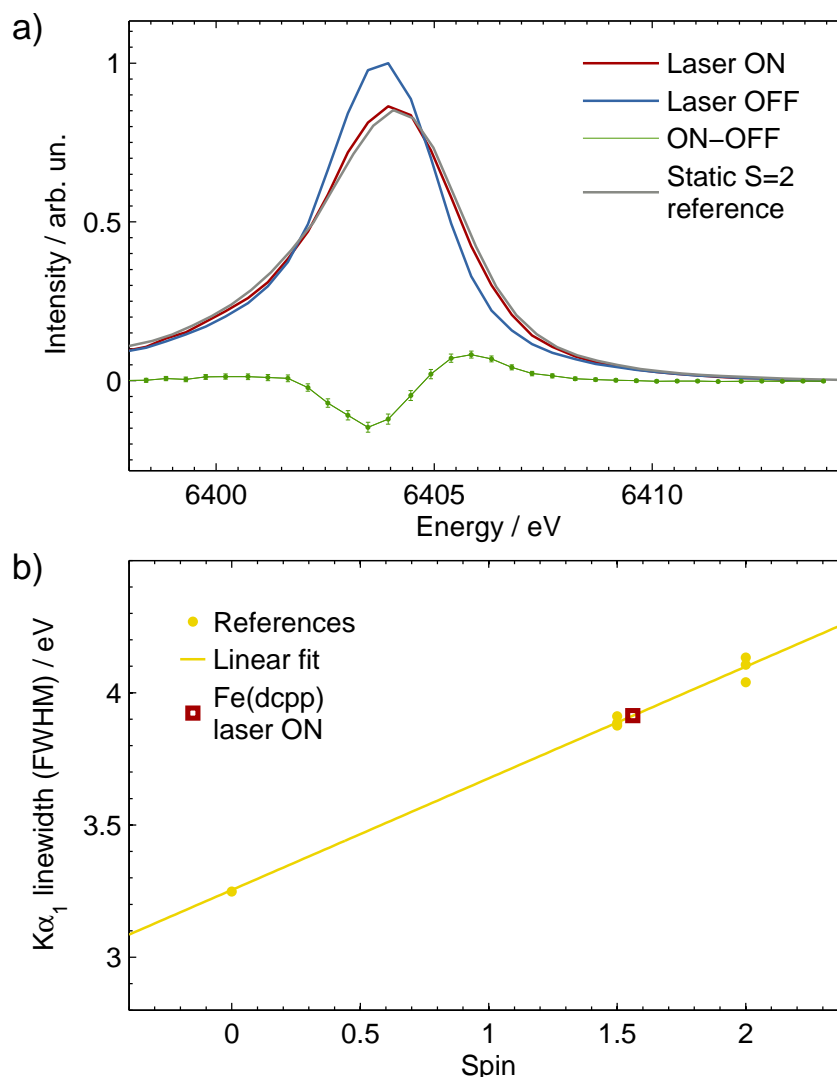 a)
Laser ON
Laser OFF
ON−OFF
Static S=2
reference
1
0.5
0
Intensity / arb. un.
6400
6405
6410
Energy / eV
b)
References
Linear fit
Fe(dcpp)
laser ON
4
3.5
3
Kα₁ linewidth (FWHM) / eV
0
0.5
1
1.5
2
Spin